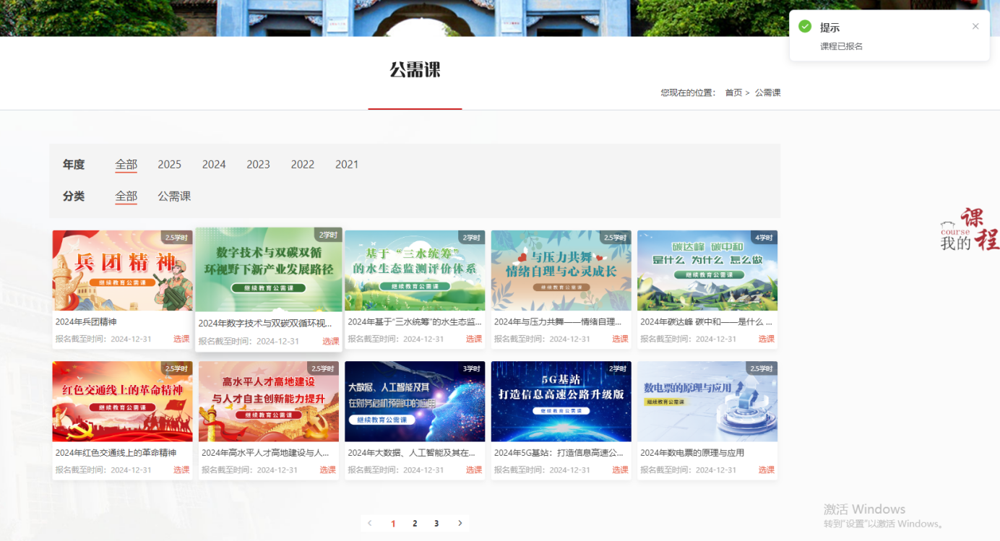 提示
课程已报名
公需课
您现在的位置： 首页 > 公需课
年度 全部 2025 2024 2023 2022 2021
分类 全部 公需课
课
course
我的 程
2.5学时
兵团精神
继续教育公需课
2024年兵团精神
报名截至时间：2024-12-31 选课
2学时
数字技术与双碳双循
环视野下新产业发展路径
继续教育公需课
2024年数字技术与双碳双循环视...
报名截至时间：2024-12-31 选课
2学时
基于“三水统筹”
的水生态监测评价体系
继续教育公需课
2024年基于“三水统筹”的水生态监...
报名截至时间：2024-12-31 选课
2.5学时
与压力共舞
情绪自理与心灵成长
继续教育公需课
2024年与压力共舞——情绪自理...
报名截至时间：2024-12-31 选课
4学时
碳达峰 碳中和
是什么 为什么 怎么做
继续教育公需课
2024年碳达峰 碳中和——是什么 ...
报名截至时间：2024-12-31 选课
2.5学时
红色交通线上的革命精神
继续教育公需课
2024年红色交通线上的革命精神
报名截至时间：2024-12-31 选课
2.5学时
高水平人才高地建设
与人才自主创新能力提升
继续教育公需课
2024年高水平人才高地建设与人...
报名截至时间：2024-12-31 选课
3学时
大数据、人工智能及其
在财务危机预警中的应用
继续教育公需课
2024年大数据、人工智能及其在...
报名截至时间：2024-12-31 选课
2学时
5G基站
打造信息高速公路升级版
继续教育公需课
2024年5G基站：打造信息高速公...
报名截至时间：2024-12-31 选课
2.5学时
数电票的原理与应用
继续教育公需课
2024年数电票的原理与应用
报名截至时间：2024-12-31 选课
< 1 2 3 >
激活 Windows
转到“设置”以激活 Windows。